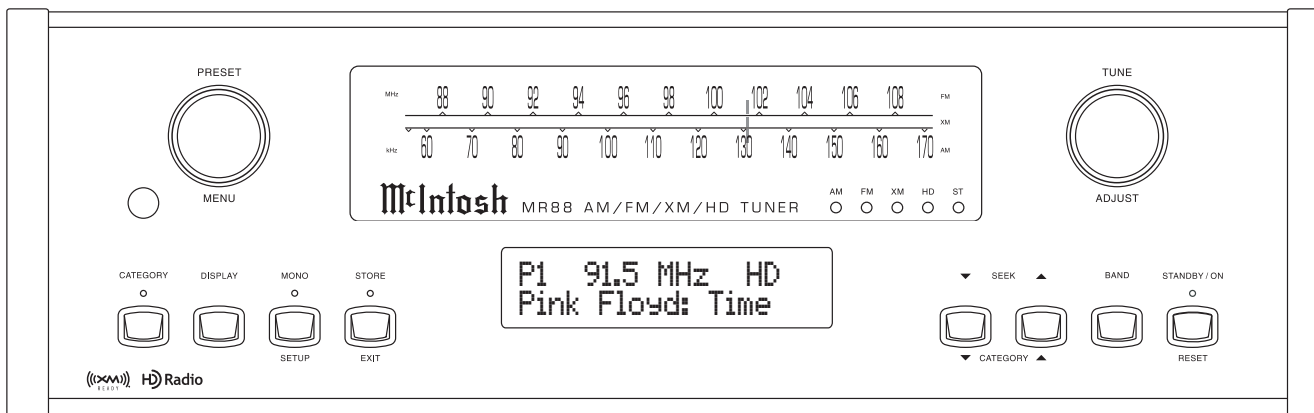 PRESET
MENU
MHz 88 90 92 94 96 98 100 102 104 106 108 FM
XM
kHz 60 70 80 90 100 110 120 130 140 150 160 170 AM
McIntosh MR88 AM/FM/XM/HD TUNER
AM FM XM HD ST
TUNE
ADJUST
CATEGORY DISPLAY MONO STORE
SETUP EXIT
P1 91.5 MHz HD
Pink Floyd: Time
▼ SEEK ▲ BAND STANDBY / ON
▼ CATEGORY ▲ RESET
((XM)) READY HD Radio